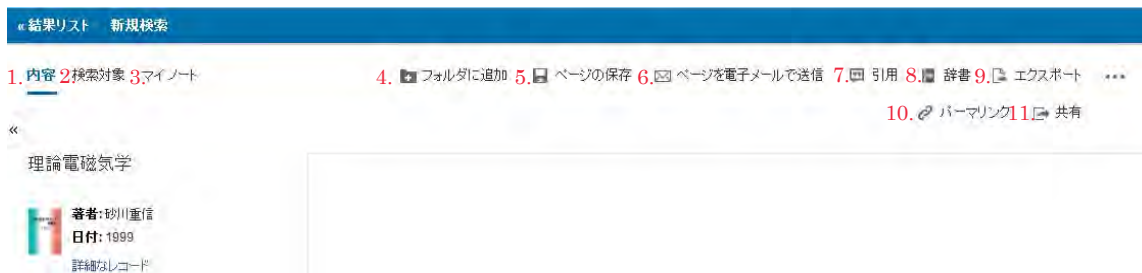 «結果リスト 新規検索
1. 内容 2. 検索対象 3. マイノート 4. フォルダに追加 5. ページの保存 6. ページを電子メールで送信 7. 引用 8. 辞書 9. エクスポート ...
10. パーマリンク 11. 共有
«
理論電磁気学
著者: 砂川重信
日付: 1999
詳細なレコード